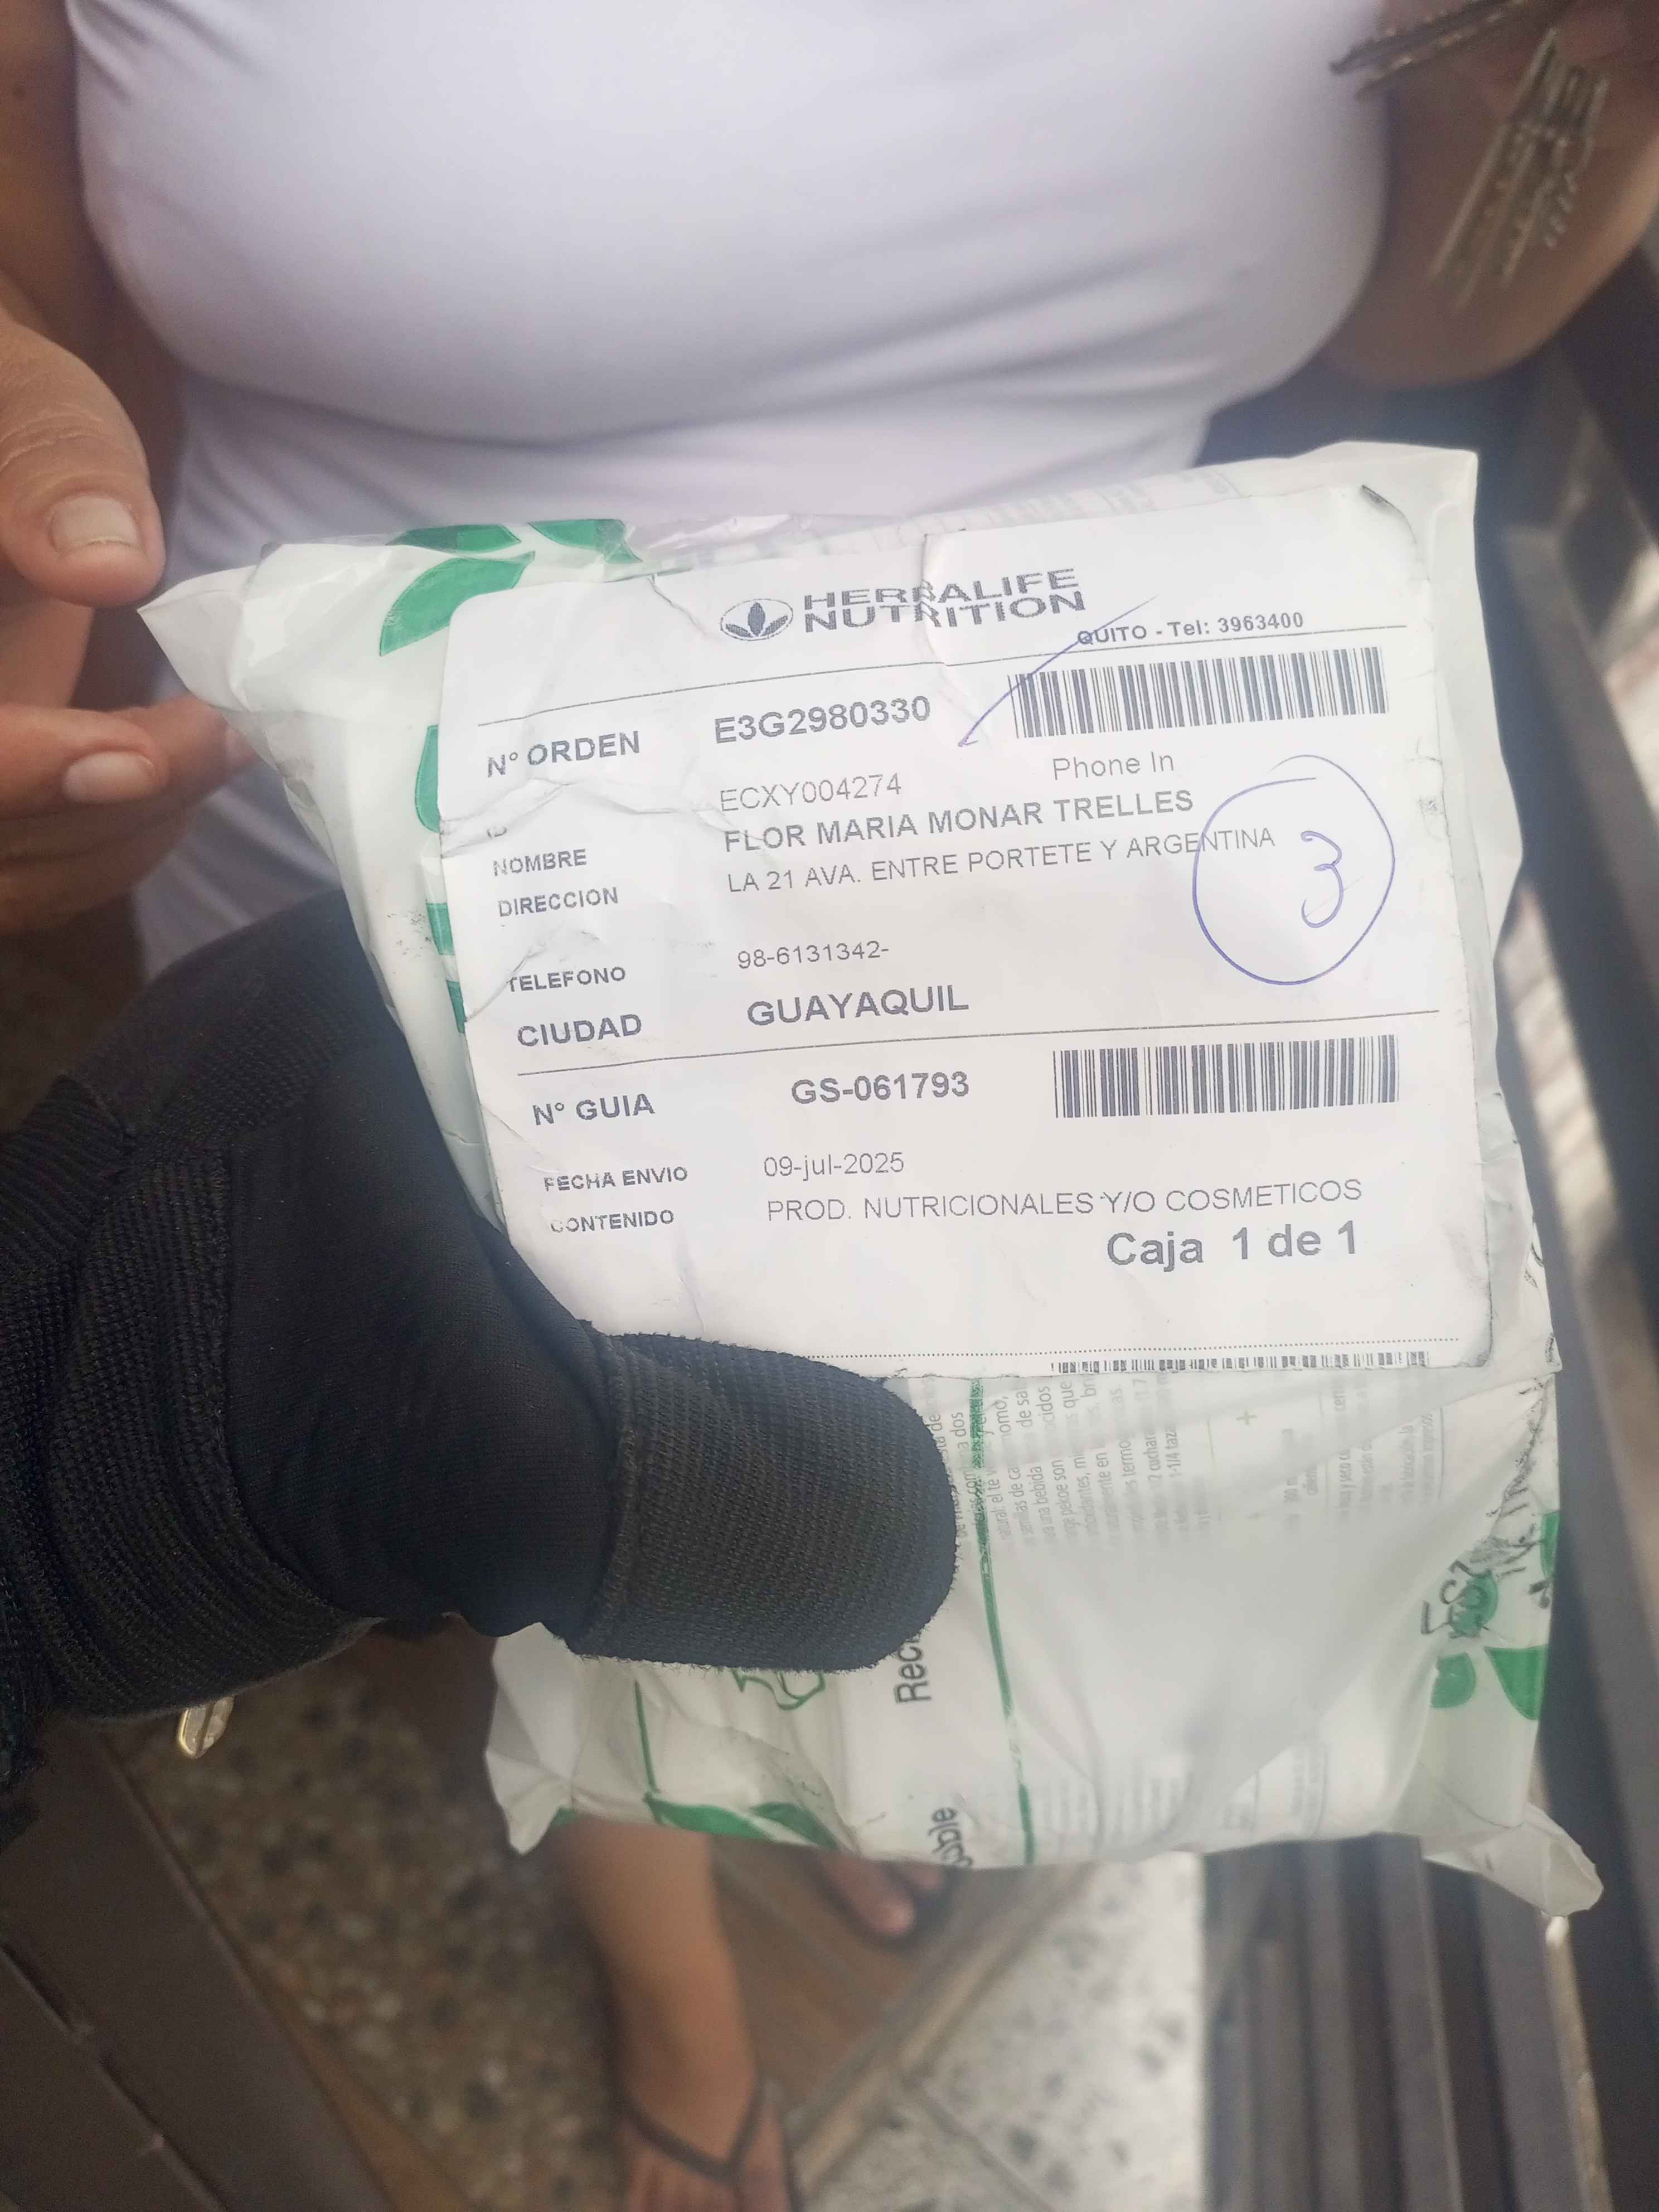 HERBALIFE
NUTRITION
QUITO - Tel: 3963400
N° ORDEN E3G2980330
Phone In
ID ECXY004274
NOMBRE FLOR MARIA MONAR TRELLES
DIRECCION LA 21 AVA. ENTRE PORTETE Y ARGENTINA
3
TELEFONO 98-6131342-
CIUDAD GUAYAQUIL
N° GUIA GS-061793
FECHA ENVIO 09-jul-2025
CONTENIDO PROD. NUTRICIONALES Y/O COSMETICOS
Caja 1 de 1